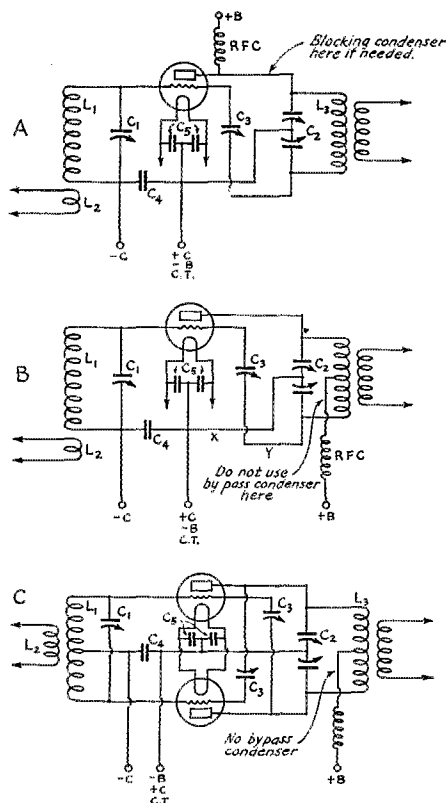 +B
RFC
Blocking condenser
here if needed.
A
L1
C1
C5
C3
L3
C2
L2
C4
-C
+C
-B
C.T.
B
L1
C1
C5
C3
C2
L2
C4
X
Y
Do not use
by pass condenser
here
RFC
-C
+C
-B
C.T.
+B
C
L1
C1
C5
C3
L3
L2
C4
C2
C3
No bypass
condenser
-C
-B
+C
C.T.
+B